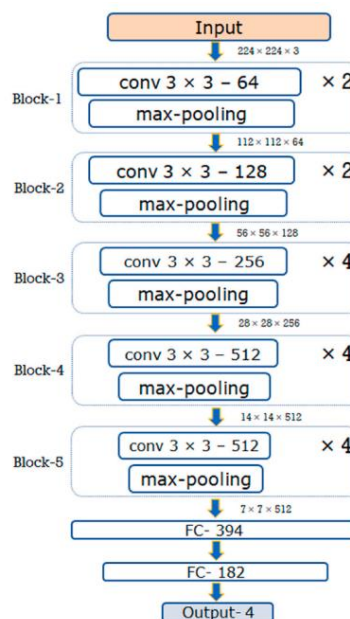 Input
224 × 224 × 3
conv 3 × 3 – 64
× 2
Block-1
max-pooling
112 × 112 × 64
conv 3 × 3 – 128
× 2
Block-2
max-pooling
56 × 56 × 128
conv 3 × 3 – 256
× 4
Block-3
max-pooling
28 × 28 × 256
conv 3 × 3 – 512
× 4
Block-4
max-pooling
14 × 14 × 512
conv 3 × 3 – 512
× 4
Block-5
max-pooling
7 × 7 × 512
FC- 394
FC- 182
Output- 4